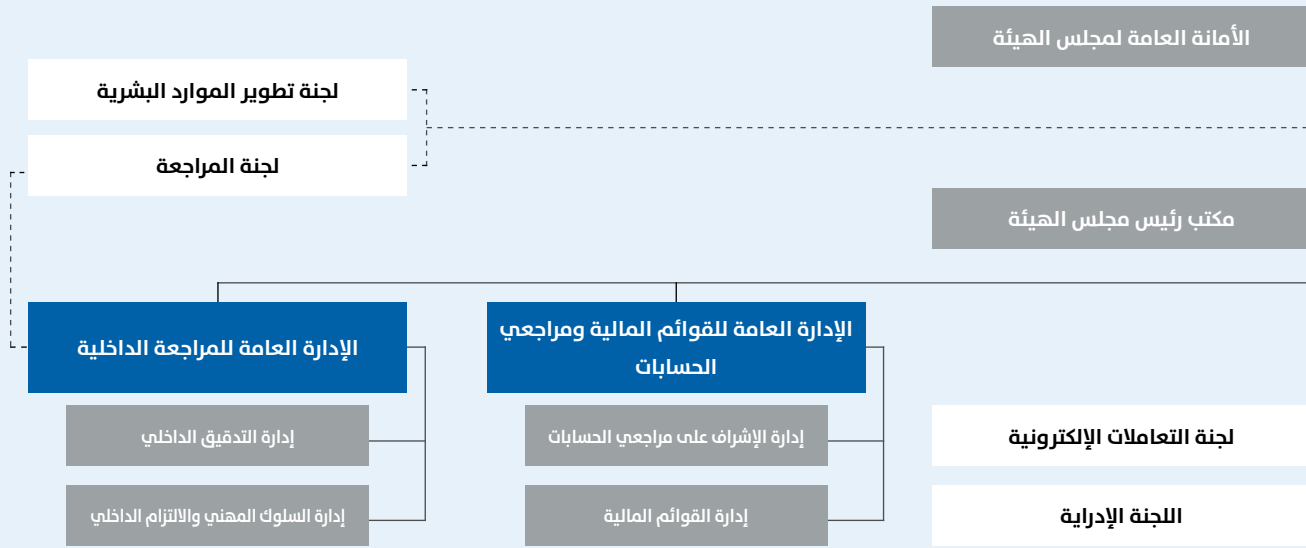 الأمانة العامة لمجلس الهيئة
لجنة تطوير الموارد البشرية
لجنة المراجعة
مكتب رئيس مجلس الهيئة
الإدارة العامة للقوائم المالية ومراجعي
الحسابات
الإدارة العامة للمراجعة الداخلية
لجنة التعاملات الإلكترونية
إدارة الإشراف على مراجعي الحسابات
إدارة التدقيق الداخلي
اللجنة الإدراية
إدارة القوائم المالية
إدارة السلوك المهني والالتزام الداخلي